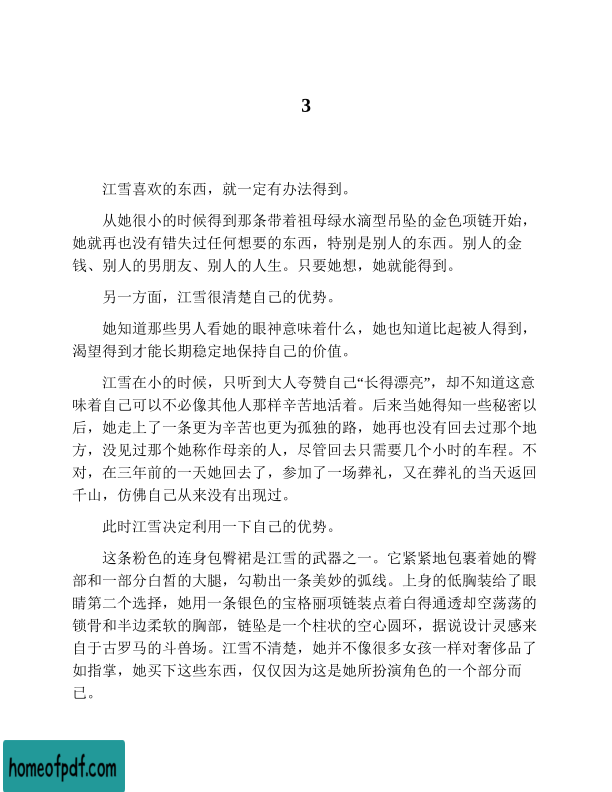 3
江雪喜欢的东西，就一定有办法得到。
从她很小的时候得到那条带着祖母绿水滴型吊坠的金色项链开始，
她就再也没有错失过任何想要的东西，特别是别人的东西。别人的金
钱、别人的男朋友、别人的人生。只要她想，她就能得到。
另一方面，江雪很清楚自己的优势。
她知道那些男人看她的眼神意味着什么，她也知道比起被人得到，
渴望得到才能长期稳定地保持自己的价值。
江雪在小的时候，只听到大人夸赞自己“长得漂亮”，却不知道这意
味着自己可以不必像其他人那样辛苦地活着。后来当她得知一些秘密以
后，她走上了一条更为辛苦也更为孤独的路，她再也没有回去过那个地
方，没见过那个她称作母亲的人，尽管回去只需要几个小时的车程。不
对，在三年前的一天她回去了，参加了一场葬礼，又在葬礼的当天返回
千山，仿佛自己从来没有出现过。
此时江雪决定利用一下自己的优势。
这条粉色的连身包臀裙是江雪的武器之一。它紧紧地包裹着她的臀
部和一部分白皙的大腿，勾勒出一条美妙的弧线。上身的低胸装给了眼
睛第二个选择，她用一条银色的宝格丽项链装点着白得通透却空荡荡的
锁骨和半边柔软的胸部，链坠是一个柱状的空心圆环，据说设计灵感来
自于古罗马的斗兽场。江雪不清楚，她并不像很多女孩一样对奢侈品了
如指掌，她买下这些东西，仅仅因为这是她所扮演角色的一个部分而
已。
homeofpdf.com